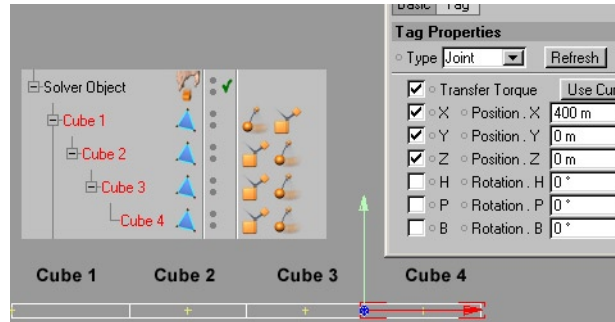 Basic Tag
Tag Properties
Type Joint Refresh
Transfer Torque Use Cur
X Position . X 400 m
Y Position . Y 0 m
Z Position . Z 0 m
H Rotation . H 0 °
P Rotation . P 0 °
B Rotation . B 0 °
Solver Object
Cube 1
Cube 2
Cube 3
Cube 4
Cube 1 Cube 2 Cube 3 Cube 4